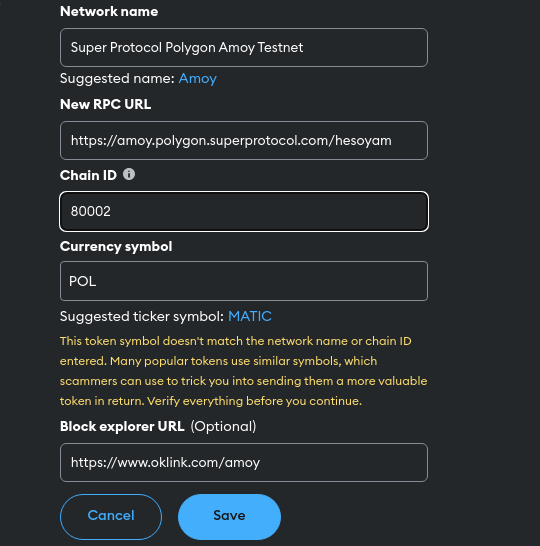 Network name
Super Protocol Polygon Amoy Testnet
Suggested name: Amoy
New RPC URL
https://amoy.polygon.superprotocol.com/hesoyam
Chain ID
80002
Currency symbol
POL
Suggested ticker symbol: MATIC
This token symbol doesn't match the network name or chain ID
entered. Many popular tokens use similar symbols, which
scammers can use to trick you into sending them a more valuable
token in return. Verify everything before you continue.
Block explorer URL (Optional)
https://www.oklink.com/amoy
Cancel Save